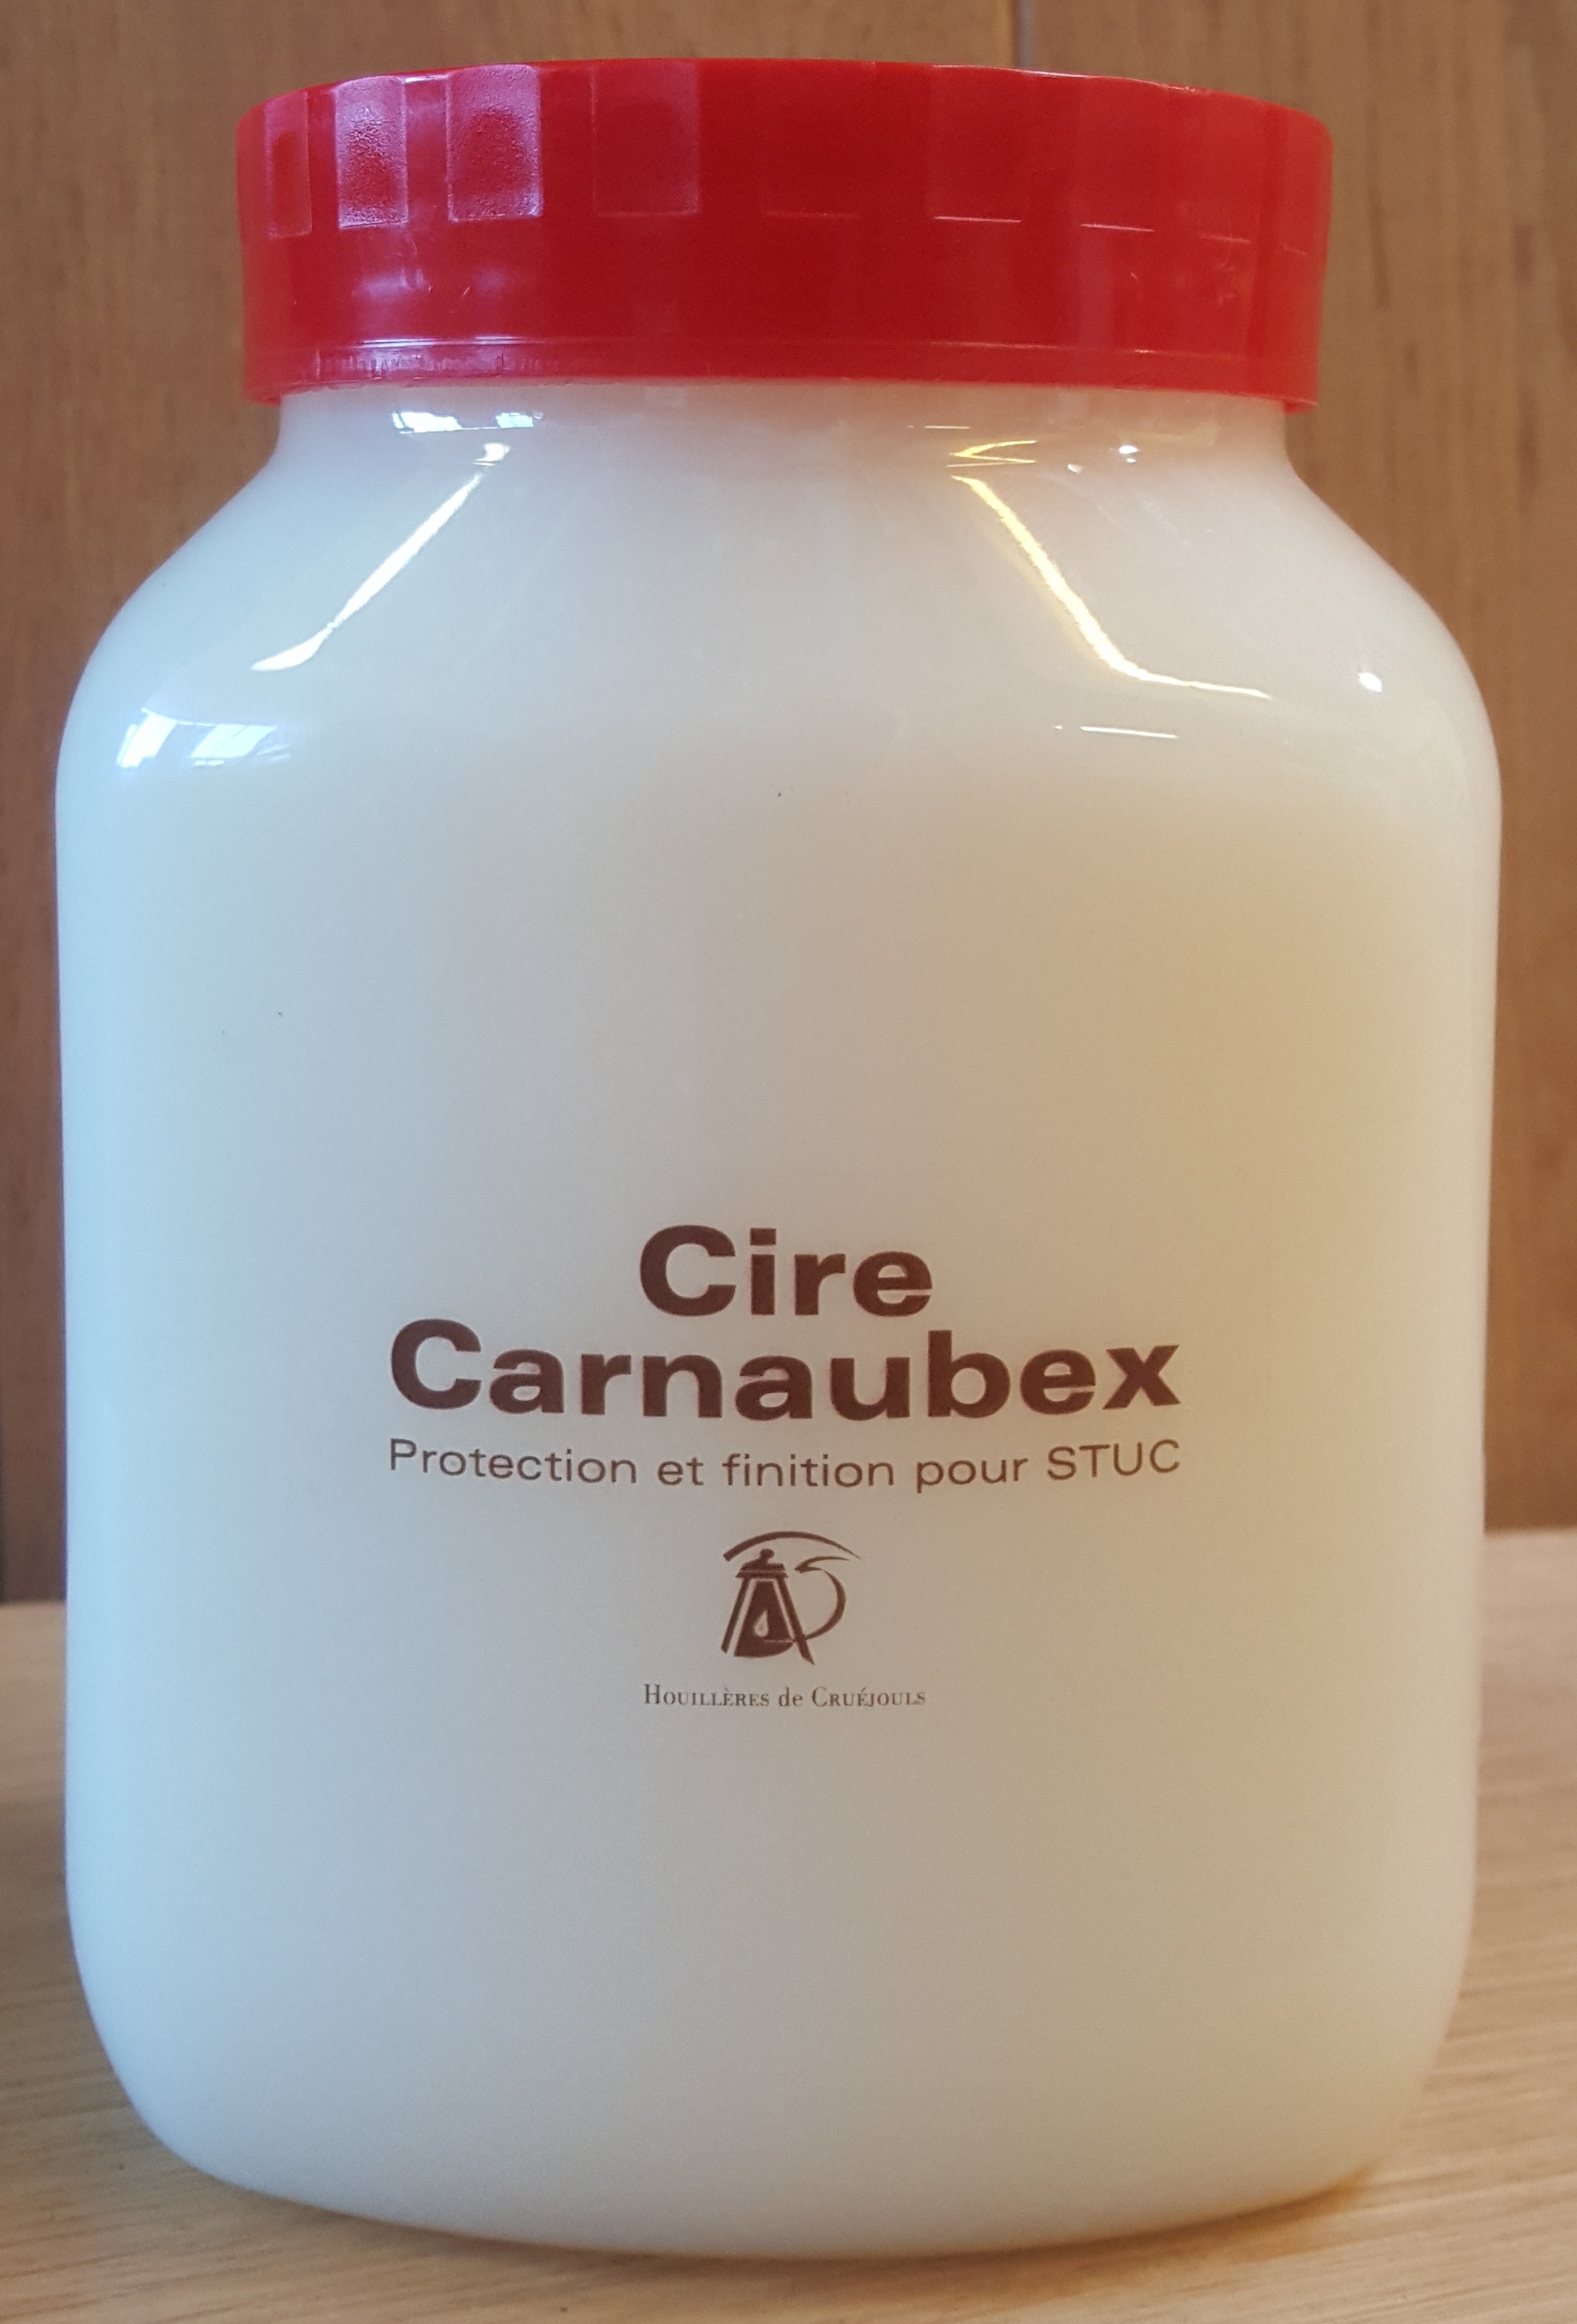 Cire
Carnaubex
Protection et finition pour STUC
HOUILLÈRES de CRUÉJOULS